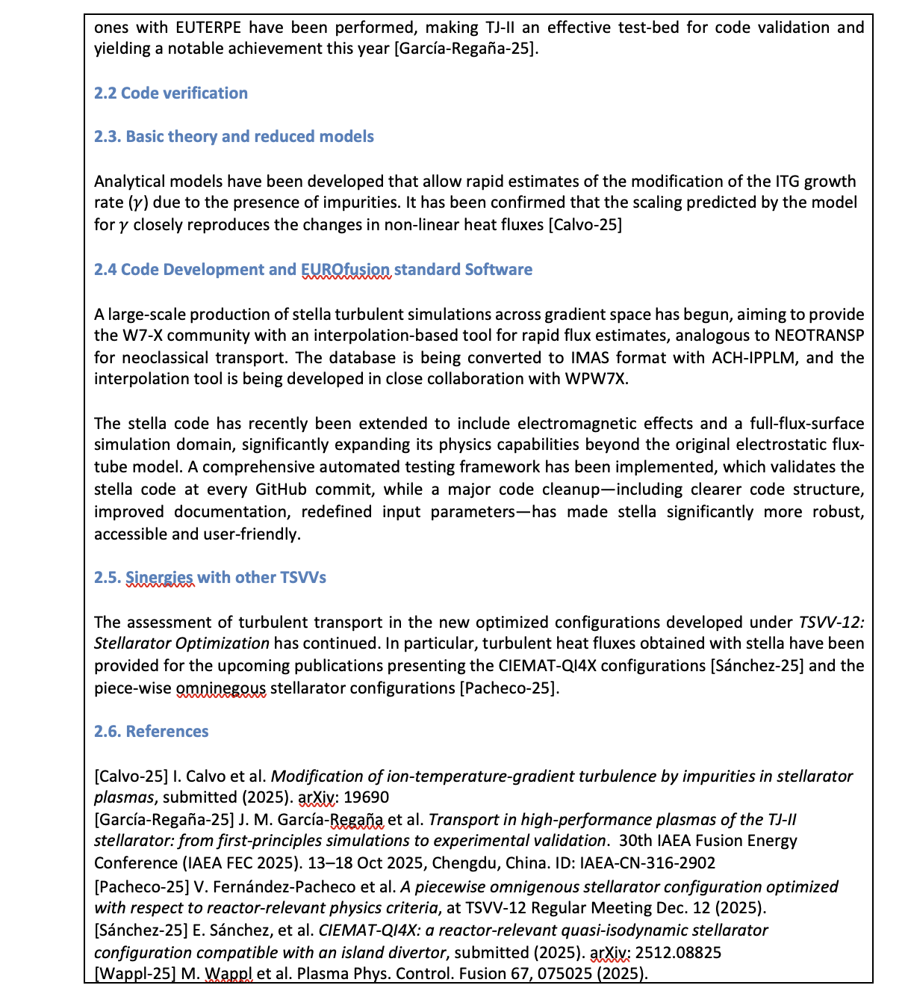 ones with EUTERPE have been performed, making TJ-II an effective test-bed for code validation and
yielding a notable achievement this year [García-Regaña-25].
2.2 Code verification
2.3. Basic theory and reduced models
Analytical models have been developed that allow rapid estimates of the modification of the ITG growth
rate (γ) due to the presence of impurities. It has been confirmed that the scaling predicted by the model
for γ closely reproduces the changes in non-linear heat fluxes [Calvo-25]
2.4 Code Development and EUROfusion standard Software
A large-scale production of stella turbulent simulations across gradient space has begun, aiming to provide
the W7-X community with an interpolation-based tool for rapid flux estimates, analogous to NEOTRANSP
for neoclassical transport. The database is being converted to IMAS format with ACH-IPPLM, and the
interpolation tool is being developed in close collaboration with WPW7X.
The stella code has recently been extended to include electromagnetic effects and a full-flux-surface
simulation domain, significantly expanding its physics capabilities beyond the original electrostatic flux-
tube model. A comprehensive automated testing framework has been implemented, which validates the
stella code at every GitHub commit, while a major code cleanup—including clearer code structure,
improved documentation, redefined input parameters—has made stella significantly more robust,
accessible and user-friendly.
2.5. Sinergies with other TSVVs
The assessment of turbulent transport in the new optimized configurations developed under TSVV-12:
Stellarator Optimization has continued. In particular, turbulent heat fluxes obtained with stella have been
provided for the upcoming publications presenting the CIEMAT-QI4X configurations [Sánchez-25] and the
piece-wise omninegous stellarator configurations [Pacheco-25].
2.6. References
[Calvo-25] I. Calvo et al. Modification of ion-temperature-gradient turbulence by impurities in stellarator
plasmas, submitted (2025). arXiv: 19690
[García-Regaña-25] J. M. García-Regaña et al. Transport in high-performance plasmas of the TJ-II
stellarator: from first-principles simulations to experimental validation. 30th IAEA Fusion Energy
Conference (IAEA FEC 2025). 13–18 Oct 2025, Chengdu, China. ID: IAEA-CN-316-2902
[Pacheco-25] V. Fernández-Pacheco et al. A piecewise omnigenous stellarator configuration optimized
with respect to reactor-relevant physics criteria, at TSVV-12 Regular Meeting Dec. 12 (2025).
[Sánchez-25] E. Sánchez, et al. CIEMAT-QI4X: a reactor-relevant quasi-isodynamic stellarator
configuration compatible with an island divertor, submitted (2025). arXiv: 2512.08825
[Wappl-25] M. Wappl et al. Plasma Phys. Control. Fusion 67, 075025 (2025).